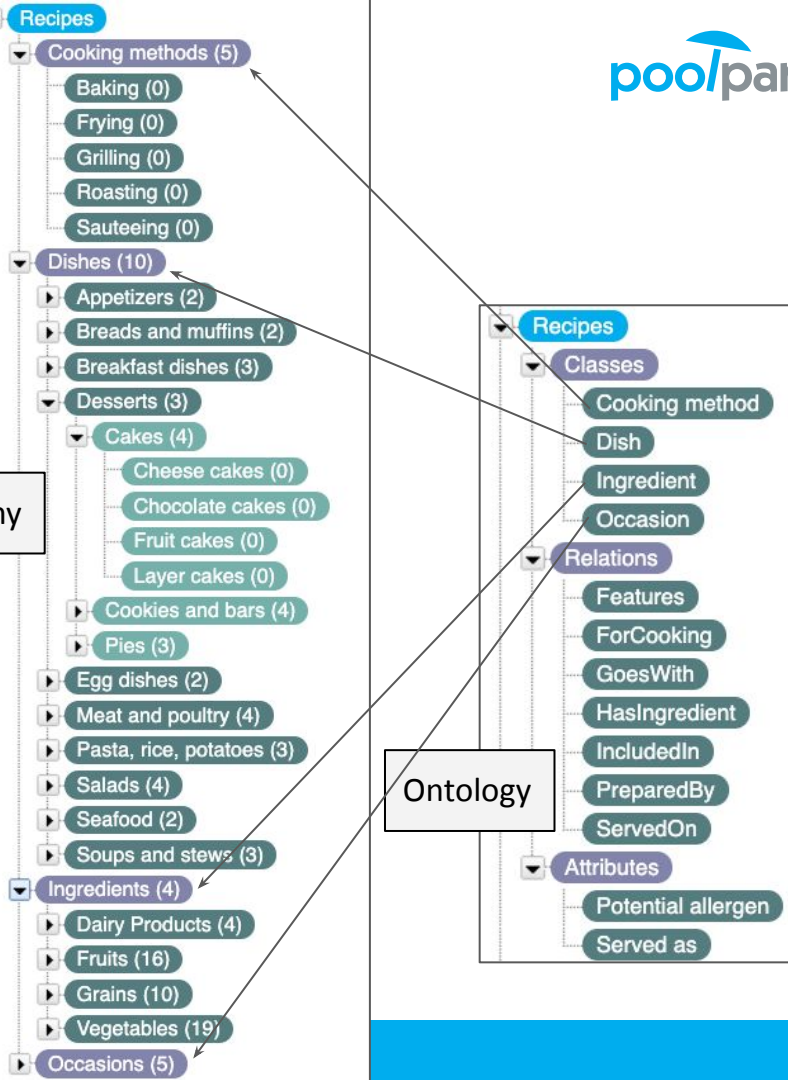 Recipes
Cooking methods (5)
Baking (0)
Frying (0)
Grilling (0)
Roasting (0)
Sauteeing (0)
Dishes (10)
Appetizers (2)
Breads and muffins (2)
Breakfast dishes (3)
Desserts (3)
Cakes (4)
Cheese cakes (0)
Chocolate cakes (0)
Fruit cakes (0)
Layer cakes (0)
Cookies and bars (4)
Pies (3)
Egg dishes (2)
Meat and poultry (4)
Pasta, rice, potatoes (3)
Salads (4)
Seafood (2)
Soups and stews (3)
Ingredients (4)
Dairy Products (4)
Fruits (16)
Grains (10)
Vegetables (19)
Occasions (5)
ny
poolpar
Recipes
Classes
Cooking method
Dish
Ingredient
Occasion
Relations
Features
ForCooking
GoesWith
HasIngredient
IncludedIn
PreparedBy
ServedOn
Attributes
Potential allergen
Served as
Ontology